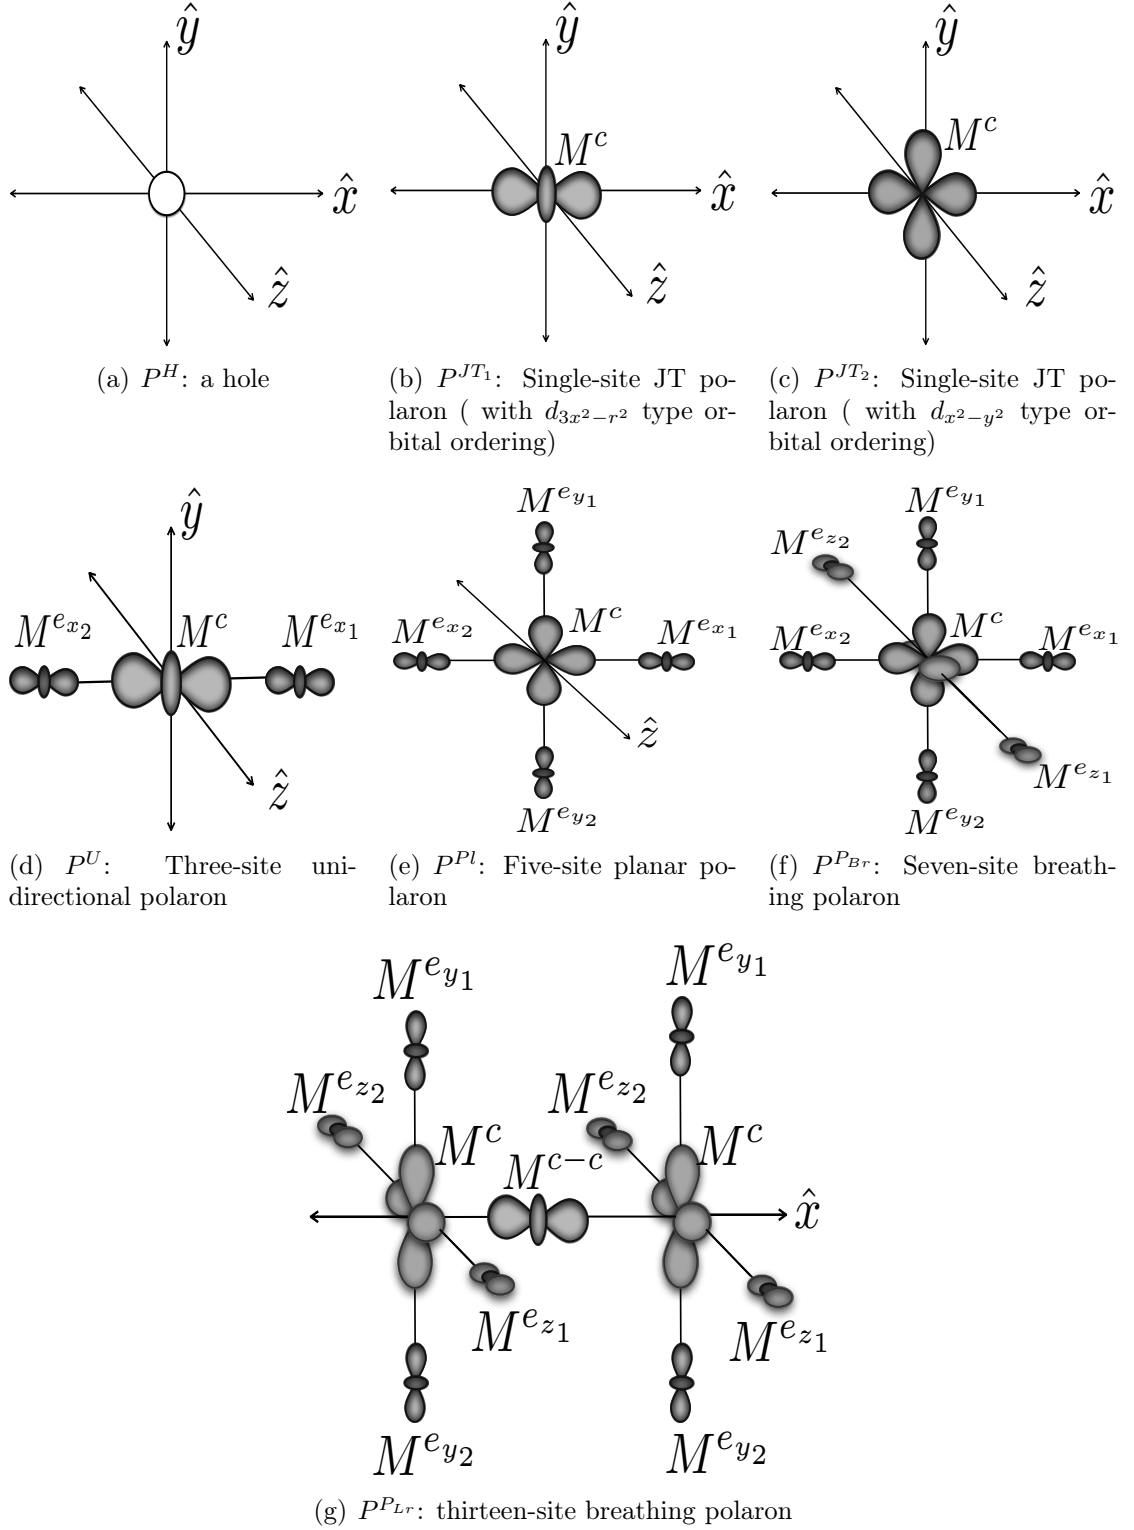 ŷ ŷ ŷ
M^c M^c
x̂ x̂ x̂
ẑ ẑ ẑ
(a) P^H: a hole
(b) P^{JT_1}: Single-site JT po-
laron ( with d_{3x^2−r^2} type or-
bital ordering)
(c) P^{JT_2}: Single-site JT po-
laron ( with d_{x^2−y^2} type or-
bital ordering)
ŷ
M^{e_{x_2}} M^c M^{e_{x_1}}
ẑ
(d) P^U: Three-site uni-
directional polaron
M^{e_{y_1}}
M^{e_{x_2}} M^c M^{e_{x_1}}
ẑ
M^{e_{y_2}}
(e) P^{Pl}: Five-site planar po-
laron
M^{e_{y_1}}
M^{e_{z_2}}
M^{e_{x_2}} M^c M^{e_{x_1}}
M^{e_{z_1}}
M^{e_{y_2}}
(f) P^{P_{Br}}: Seven-site breath-
ing polaron
M^{e_{y_1}} M^{e_{y_1}}
M^{e_{z_2}} M^{e_{z_2}}
M^c M^{c−c} M^c
x̂
M^{e_{z_1}} M^{e_{z_1}}
M^{e_{y_2}} M^{e_{y_2}}
(g) P^{P_{Lr}}: thirteen-site breathing polaron